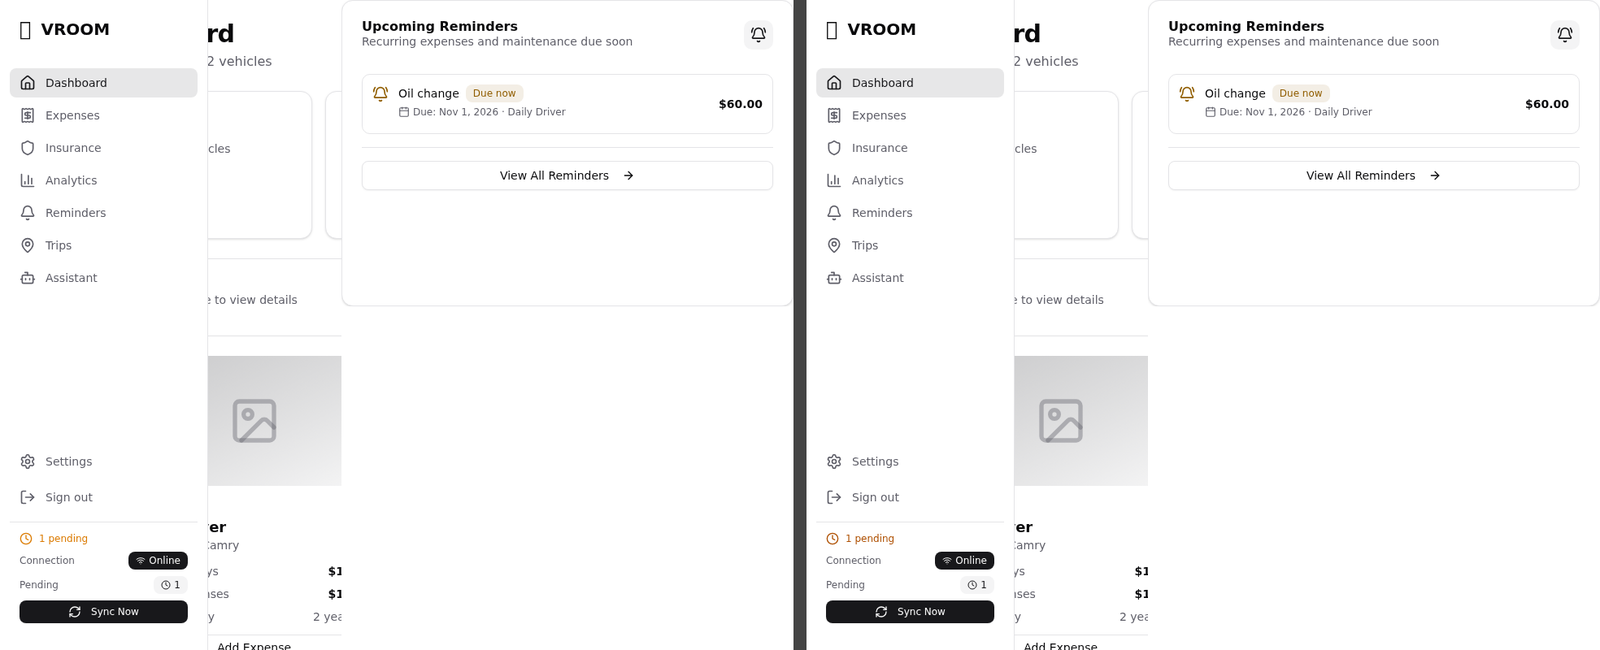 VROOM
Dashboard
Expenses
Insurance
Analytics
Reminders
Trips
Assistant
Settings
Sign out
1 pending
Connection
Online
Pending
1
Sync Now
rd
2 vehicles
cles
e to view details
er
Camry
ys $1
nses $1
y 2 yea
Add Expense
Upcoming Reminders
Recurring expenses and maintenance due soon
Oil change Due now
Due: Nov 1, 2026 · Daily Driver
$60.00
View All Reminders
VROOM
Dashboard
Expenses
Insurance
Analytics
Reminders
Trips
Assistant
Settings
Sign out
1 pending
Connection
Online
Pending
1
Sync Now
rd
2 vehicles
cles
e to view details
er
Camry
ys $1
nses $1
y 2 yea
Add Expense
Upcoming Reminders
Recurring expenses and maintenance due soon
Oil change Due now
Due: Nov 1, 2026 · Daily Driver
$60.00
View All Reminders